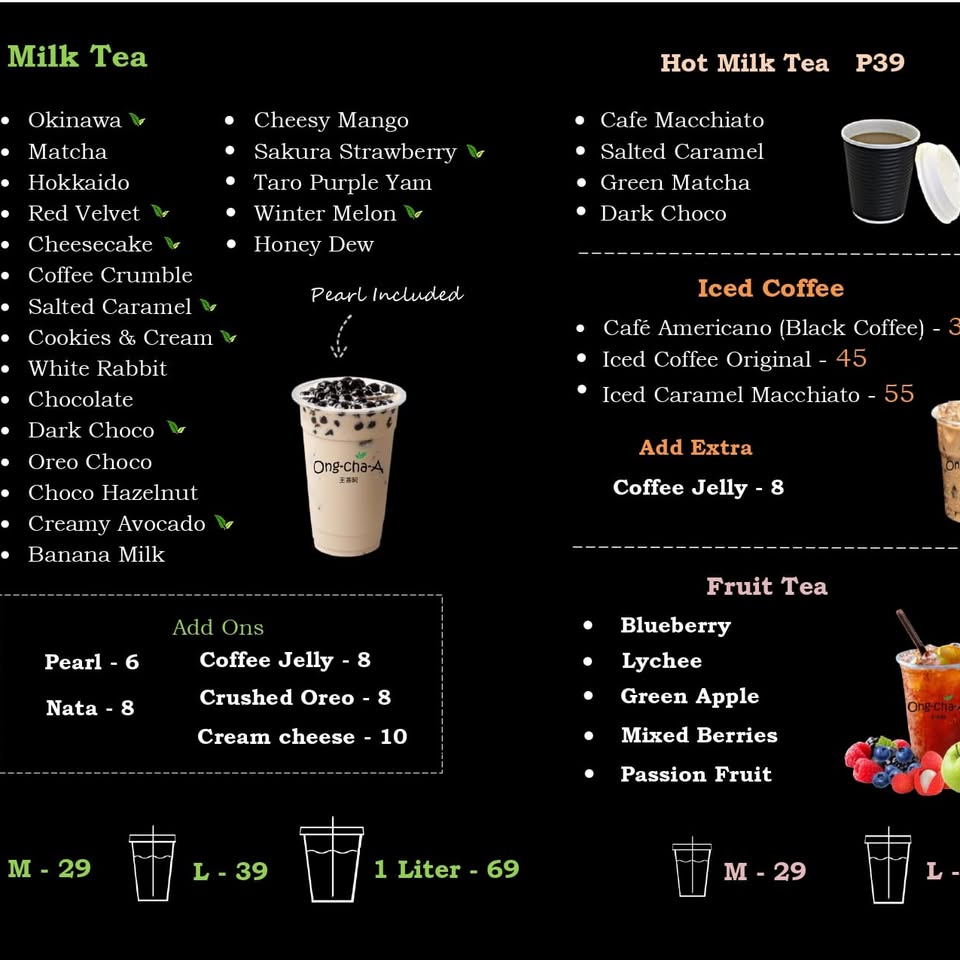 Milk Tea
Okinawa
Matcha
Hokkaido
Red Velvet
Cheesecake
Coffee Crumble
Salted Caramel
Cookies & Cream
White Rabbit
Chocolate
Dark Choco
Oreo Choco
Choco Hazelnut
Creamy Avocado
Banana Milk
Cheesy Mango
Sakura Strawberry
Taro Purple Yam
Winter Melon
Honey Dew
Pearl Included
Ong-cha-A
Add Ons
Pearl - 6
Nata - 8
Coffee Jelly - 8
Crushed Oreo - 8
Cream cheese - 10
M - 29
L - 39
1 Liter - 69
Hot Milk Tea P39
Cafe Macchiato
Salted Caramel
Green Matcha
Dark Choco
Iced Coffee
Café Americano (Black Coffee) - 3
Iced Coffee Original - 45
Iced Caramel Macchiato - 55
Add Extra
Coffee Jelly - 8
Fruit Tea
Blueberry
Lychee
Green Apple
Mixed Berries
Passion Fruit
Ong-cha-A
M - 29
L -